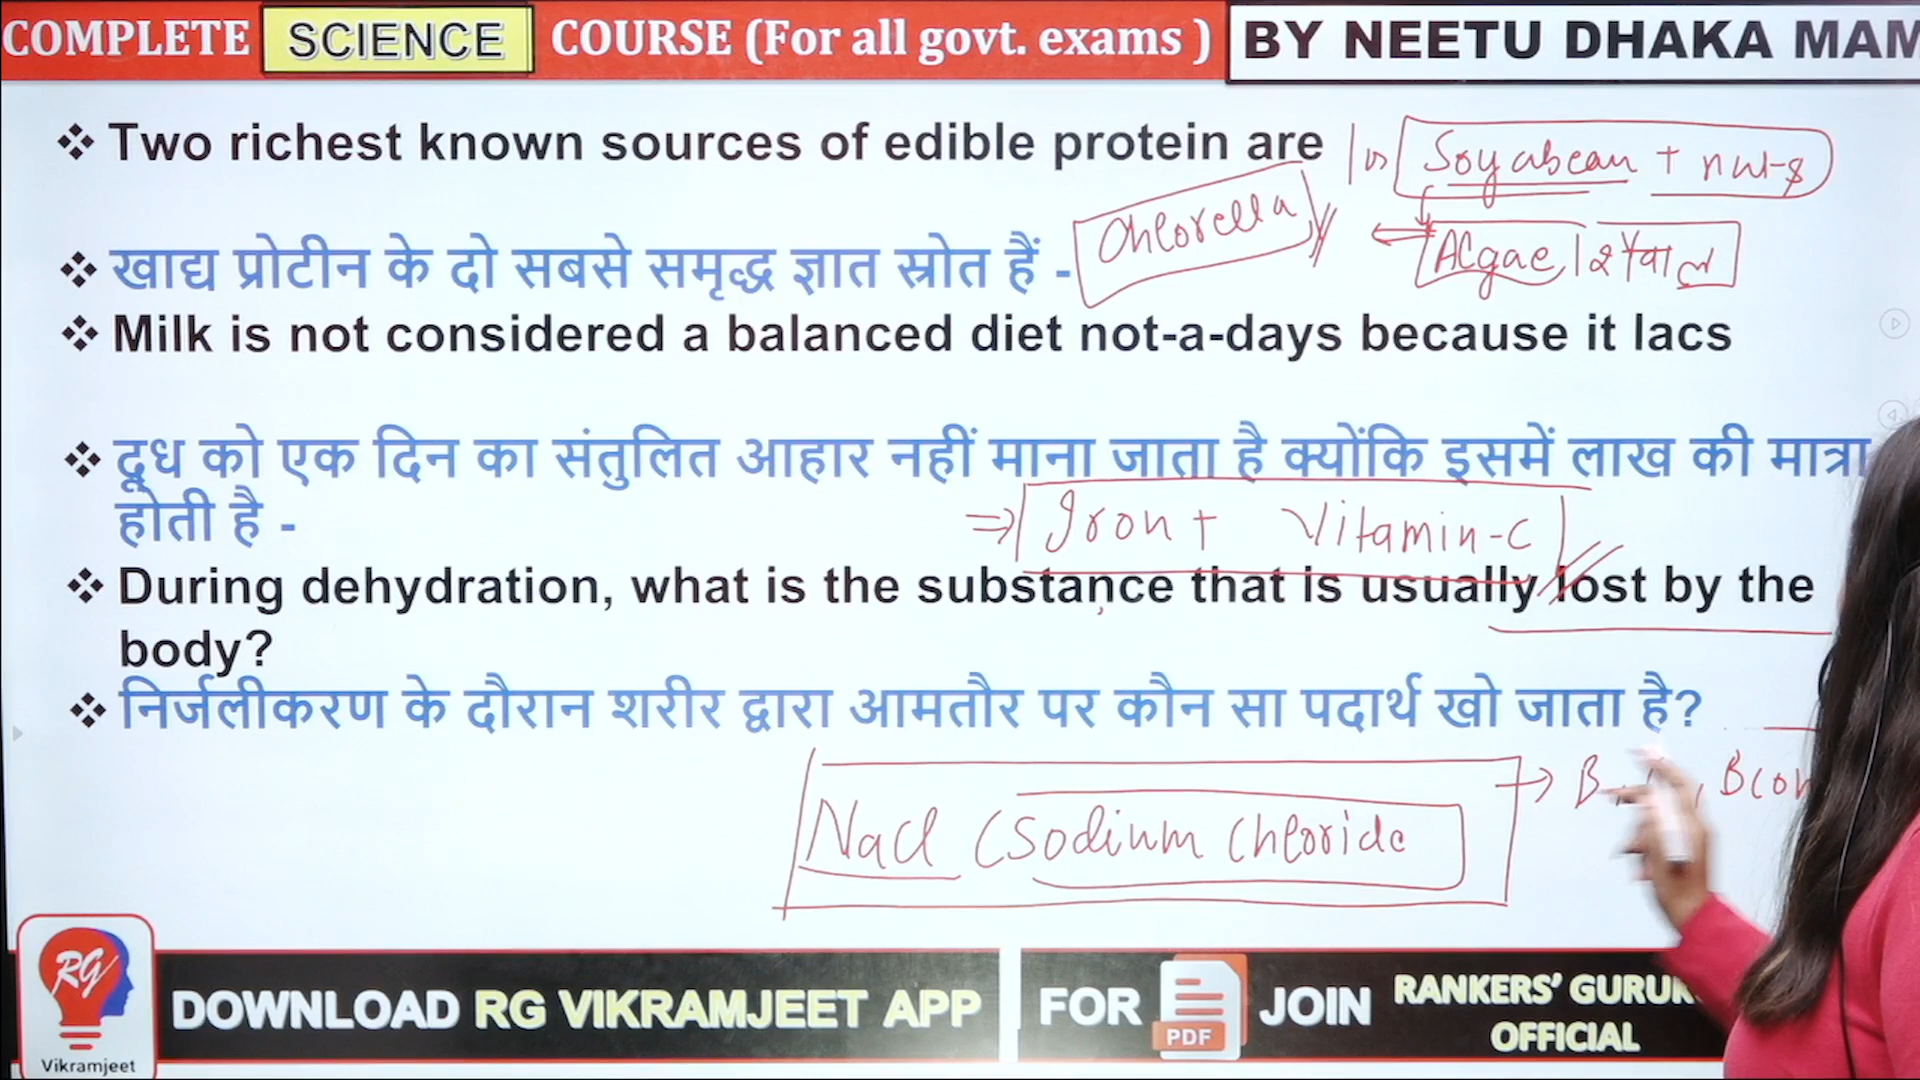 COMPLETE SCIENCE COURSE (For all govt. exams ) BY NEETU DHAKA MAM
❖ Two richest known sources of edible protein are
Soyabean + nuts
Chlorella
Algae
❖ खाद्य प्रोटीन के दो सबसे समृद्ध ज्ञात स्रोत हैं -
❖ Milk is not considered a balanced diet not-a-days because it lacs
❖ दूध को एक दिन का संतुलित आहार नहीं माना जाता है क्योंकि इसमें लाख की मात्रा
होती है -
⇒ Iron + Vitamin-C
❖ During dehydration, what is the substance that is usually lost by the
body?
❖ निर्जलीकरण के दौरान शरीर द्वारा आमतौर पर कौन सा पदार्थ खो जाता है?
NaCl (Sodium Chloride
RG
Vikramjeet
DOWNLOAD RG VIKRAMJEET APP
FOR PDF JOIN
RANKERS' 
OFFICIAL